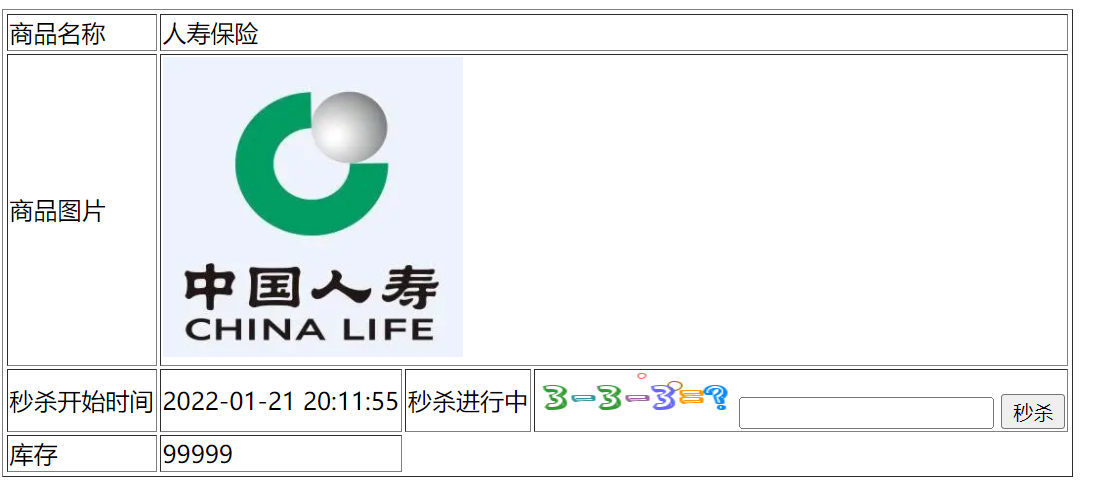 商品名称 人寿保险
商品图片
中国人寿
CHINA LIFE
秒杀开始时间 2022-01-21 20:11:55 秒杀进行中 3-3-3=? 秒杀
库存 99999